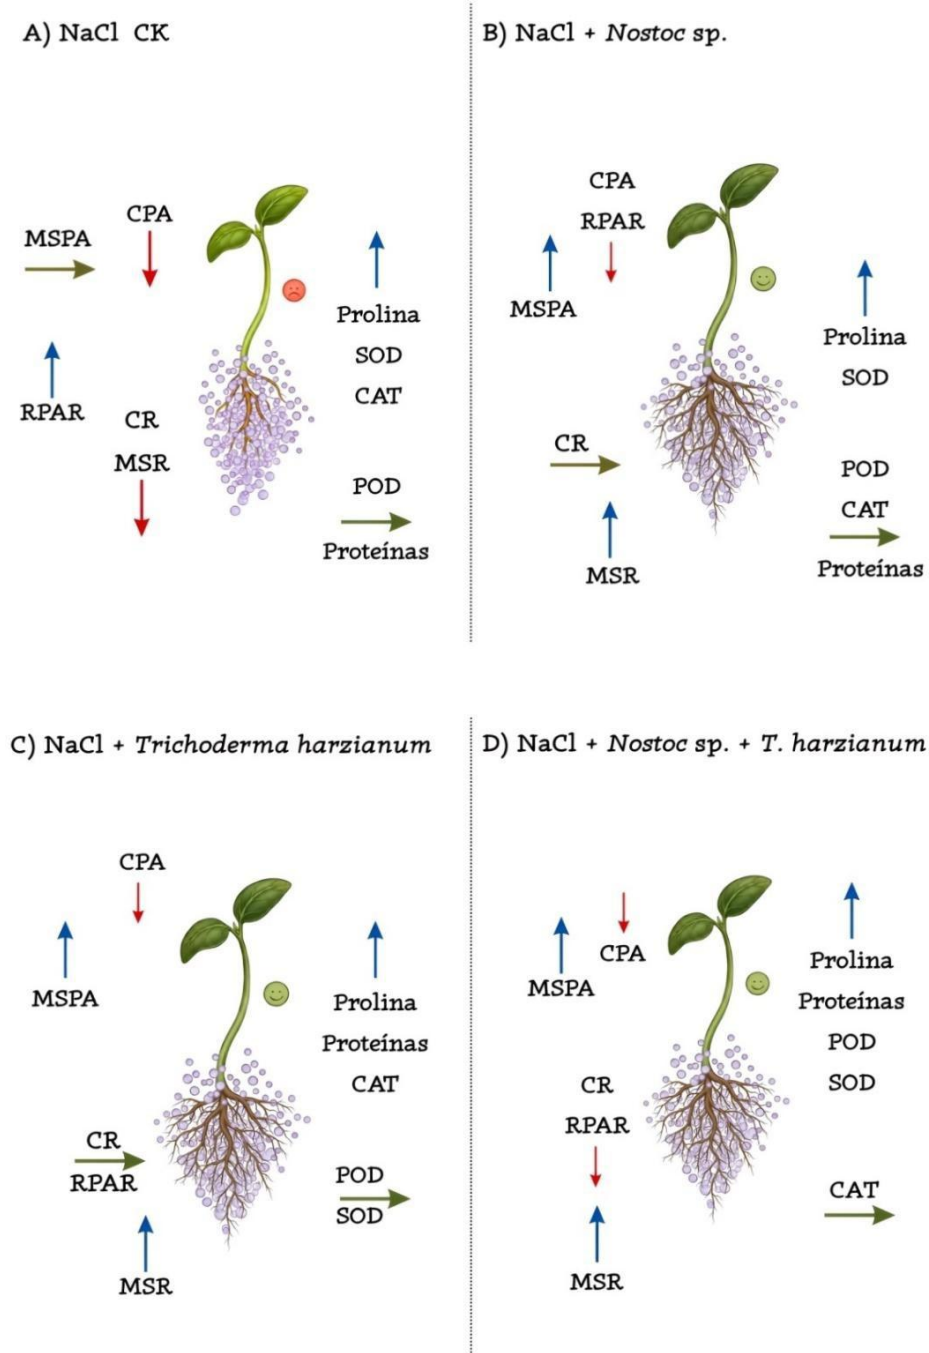 A) NaCl CK
CPA
MSPA
RPAR
CR
MSR
Prolina
SOD
CAT
POD
Proteínas
B) NaCl + Nostoc sp.
CPA
RPAR
MSPA
CR
MSR
Prolina
SOD
POD
CAT
Proteínas
C) NaCl + Trichoderma harzianum
CPA
MSPA
CR
RPAR
MSR
Prolina
Proteínas
CAT
POD
SOD
D) NaCl + Nostoc sp. + T. harzianum
CPA
MSPA
CR
RPAR
MSR
Prolina
Proteínas
POD
SOD
CAT